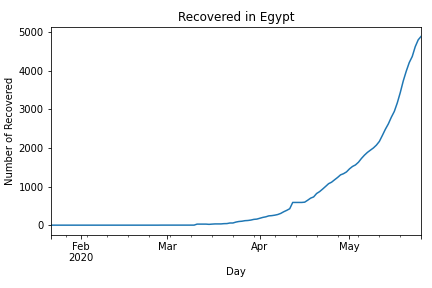 Recovered in Egypt
Number of Recovered
5000
4000
3000
2000
1000
0
Feb
2020
Mar
Apr
May
Day